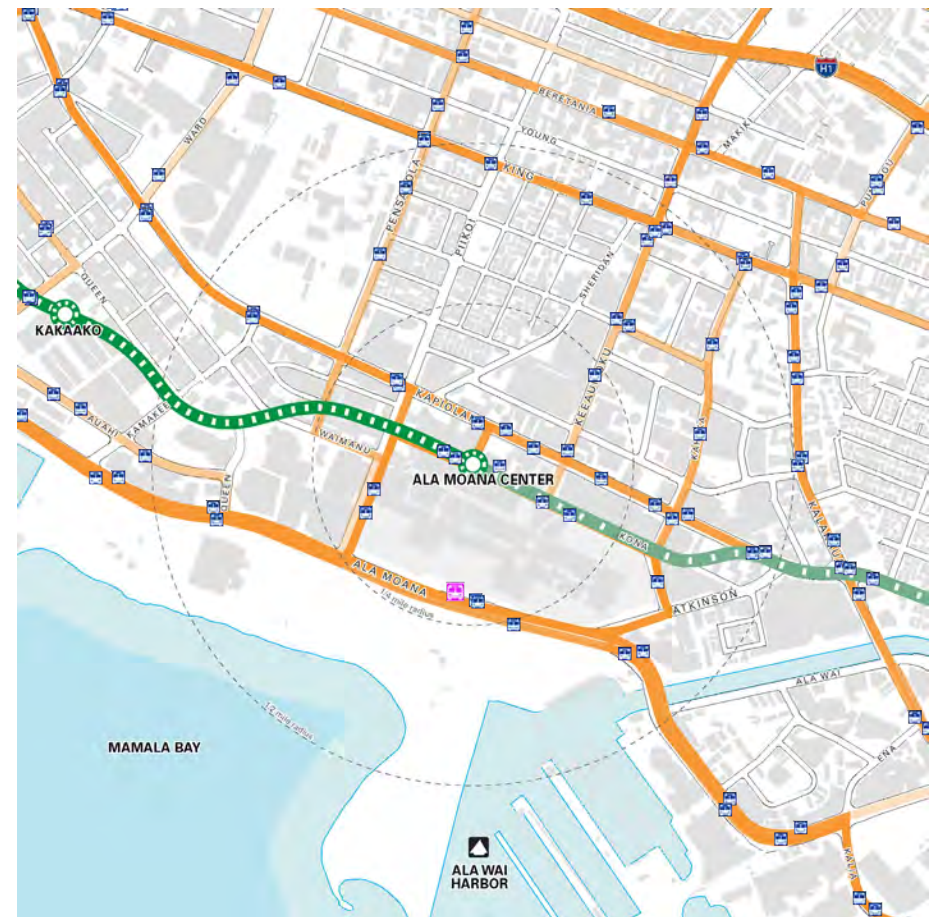 H1
BERETANIA
MAKIKI
YOUNG
WARD
KING
PENSACOLA
PIIKOI
SHERIDAN
QUEEN
KAKAAKO
KEEAUMOKU
KAPIOLANI
KAMAKEE
AUAHI
WAIMANU
ALA MOANA CENTER
QUEEN
KONA
ALA MOANA
1/4 mile radius
ATKINSON
ALA WAI
1/2 mile radius
MAMALA BAY
ENA
ALA WAI
HARBOR
KALIA